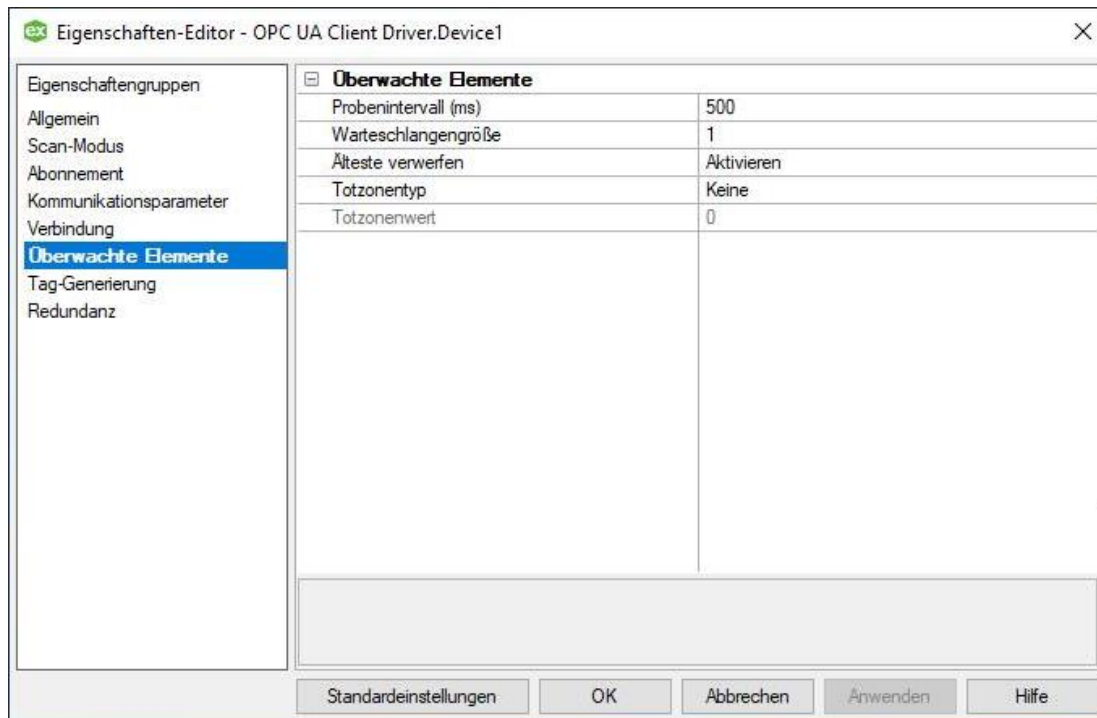 ex Eigenschaften-Editor - OPC UA Client Driver.Device1
Eigenschaftengruppen
Allgemein
Scan-Modus
Abonnement
Kommunikationsparameter
Verbindung
Überwachte Elemente
Tag-Generierung
Redundanz
Überwachte Elemente
Probenintervall (ms) 500
Warteschlangengröße 1
Älteste verwerfen Aktivieren
Totzonentyp Keine
Totzonenwert 0
Standardeinstellungen OK Abbrechen Anwenden Hilfe